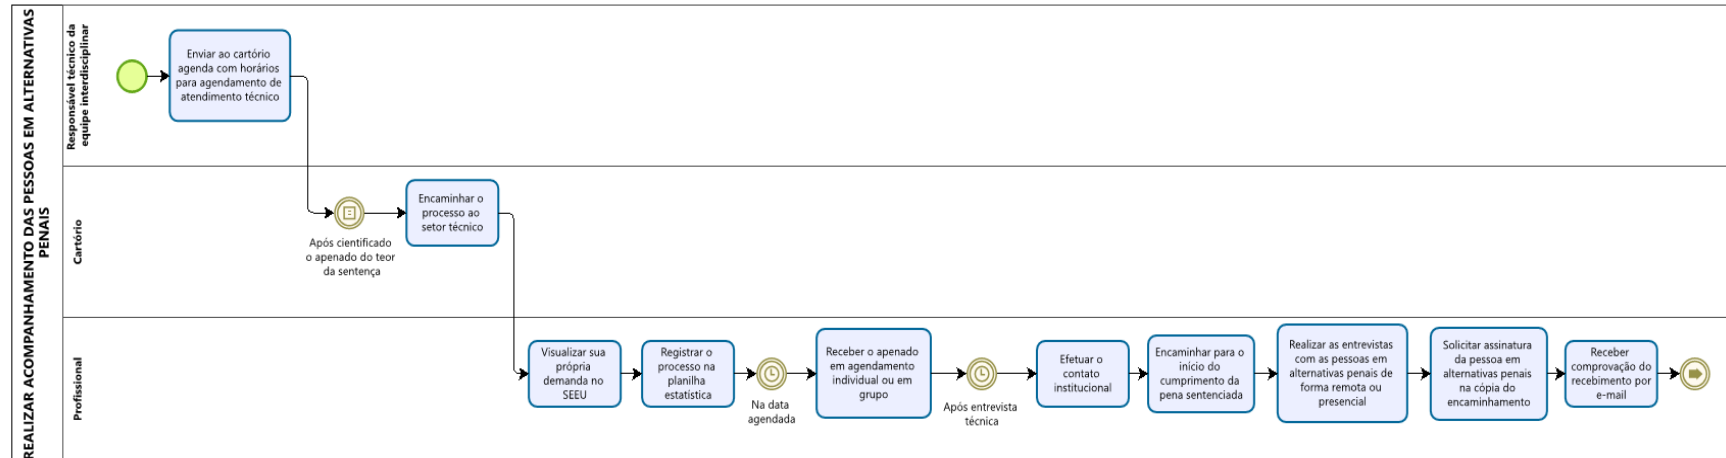 REALIZAR ACOMPANHAMENTO DAS PESSOAS EM ALTERNATIVAS
PENAIS
Responsável técnico da
equipe interdisciplinar
Enviar ao cartório
agenda com horários
para agendamento de
atendimento técnico
Cartório
Após cientificado
o apenado do teor
da sentença
Encaminhar o
processo ao
setor técnico
Profissional
Visualizar sua
própria
demanda no
SEEU
Registrar o
processo na
planilha
estatística
Na data
agendada
Receber o apenado
em agendamento
individual ou em
grupo
Após entrevista
técnica
Efetuar o
contato
institucional
Encaminhar para o
início do
cumprimento da
pena sentenciada
Realizar as entrevistas
com as pessoas em
alternativas penais de
forma remota ou
presencial
Solicitar assinatura
da pessoa em
alternativas penais
na cópia do
encaminhamento
Receber
comprovação do
recebimento por
e-mail